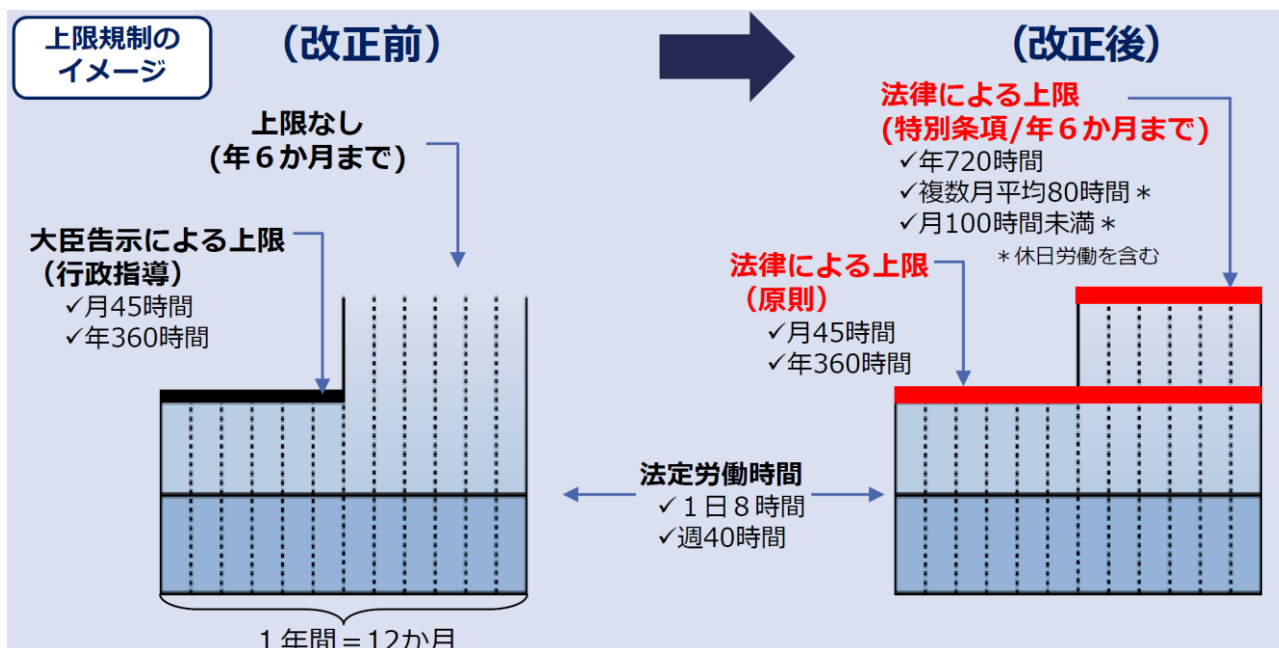 上限規制の
イメージ
（改正前）
（改正後）
上限なし
(年６か月まで)
大臣告示による上限
（行政指導）
✓月45時間
✓年360時間
法律による上限
(特別条項/年６か月まで)
✓年720時間
✓複数月平均80時間＊
✓月100時間未満＊
＊休日労働を含む
法律による上限
（原則）
✓月45時間
✓年360時間
法定労働時間
✓１日８時間
✓週40時間
１年間＝12か月